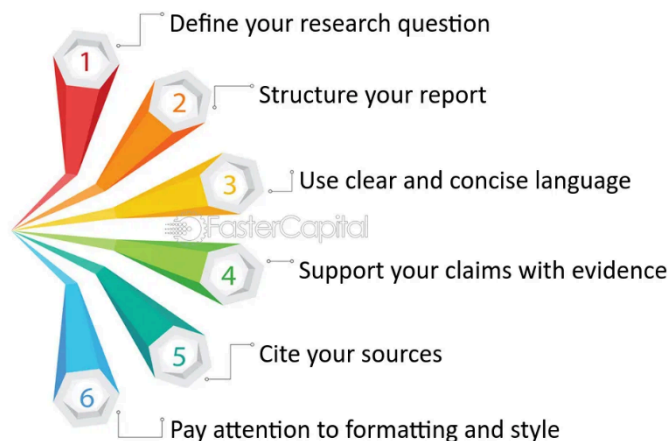 1 Define your research question
2 Structure your report
3 Use clear and concise language
FasterCapital
4 Support your claims with evidence
5 Cite your sources
6 Pay attention to formatting and style